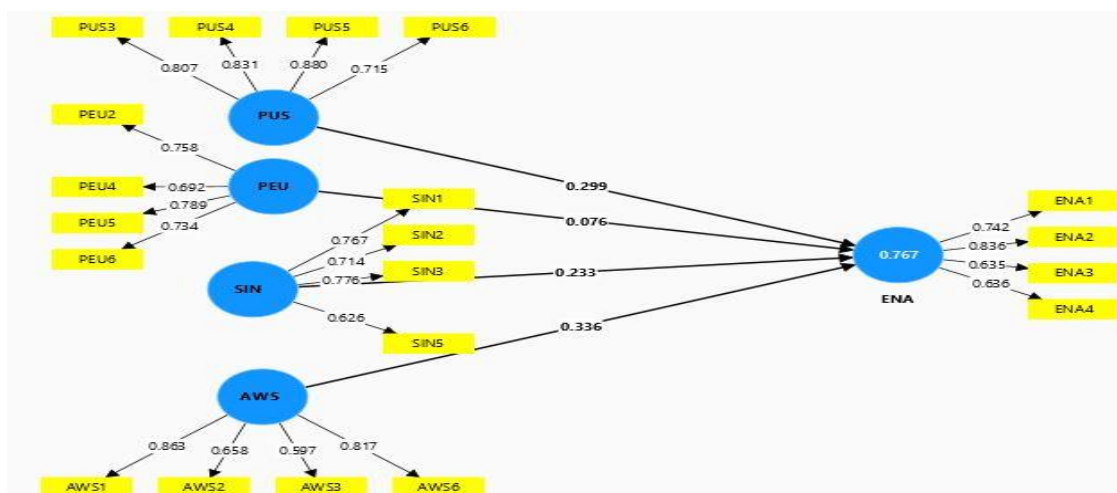 PUS3 PUS4 PUS5 PUS6
0.807 0.831 0.880 0.715
PUS
PEU2
0.758
PEU4
0.692
PEU
PEU5
0.789
0.734
PEU6
0.299
SIN1
0.076
0.767
SIN2
0.714
SIN3
0.776
0.233
SIN
0.626
SIN5
0.336
AWS
0.863 0.658 0.597 0.817
AWS1 AWS2 AWS3 AWS6
0.767
ENA
ENA1
0.742
ENA2
0.836
ENA3
0.635
0.636
ENA4